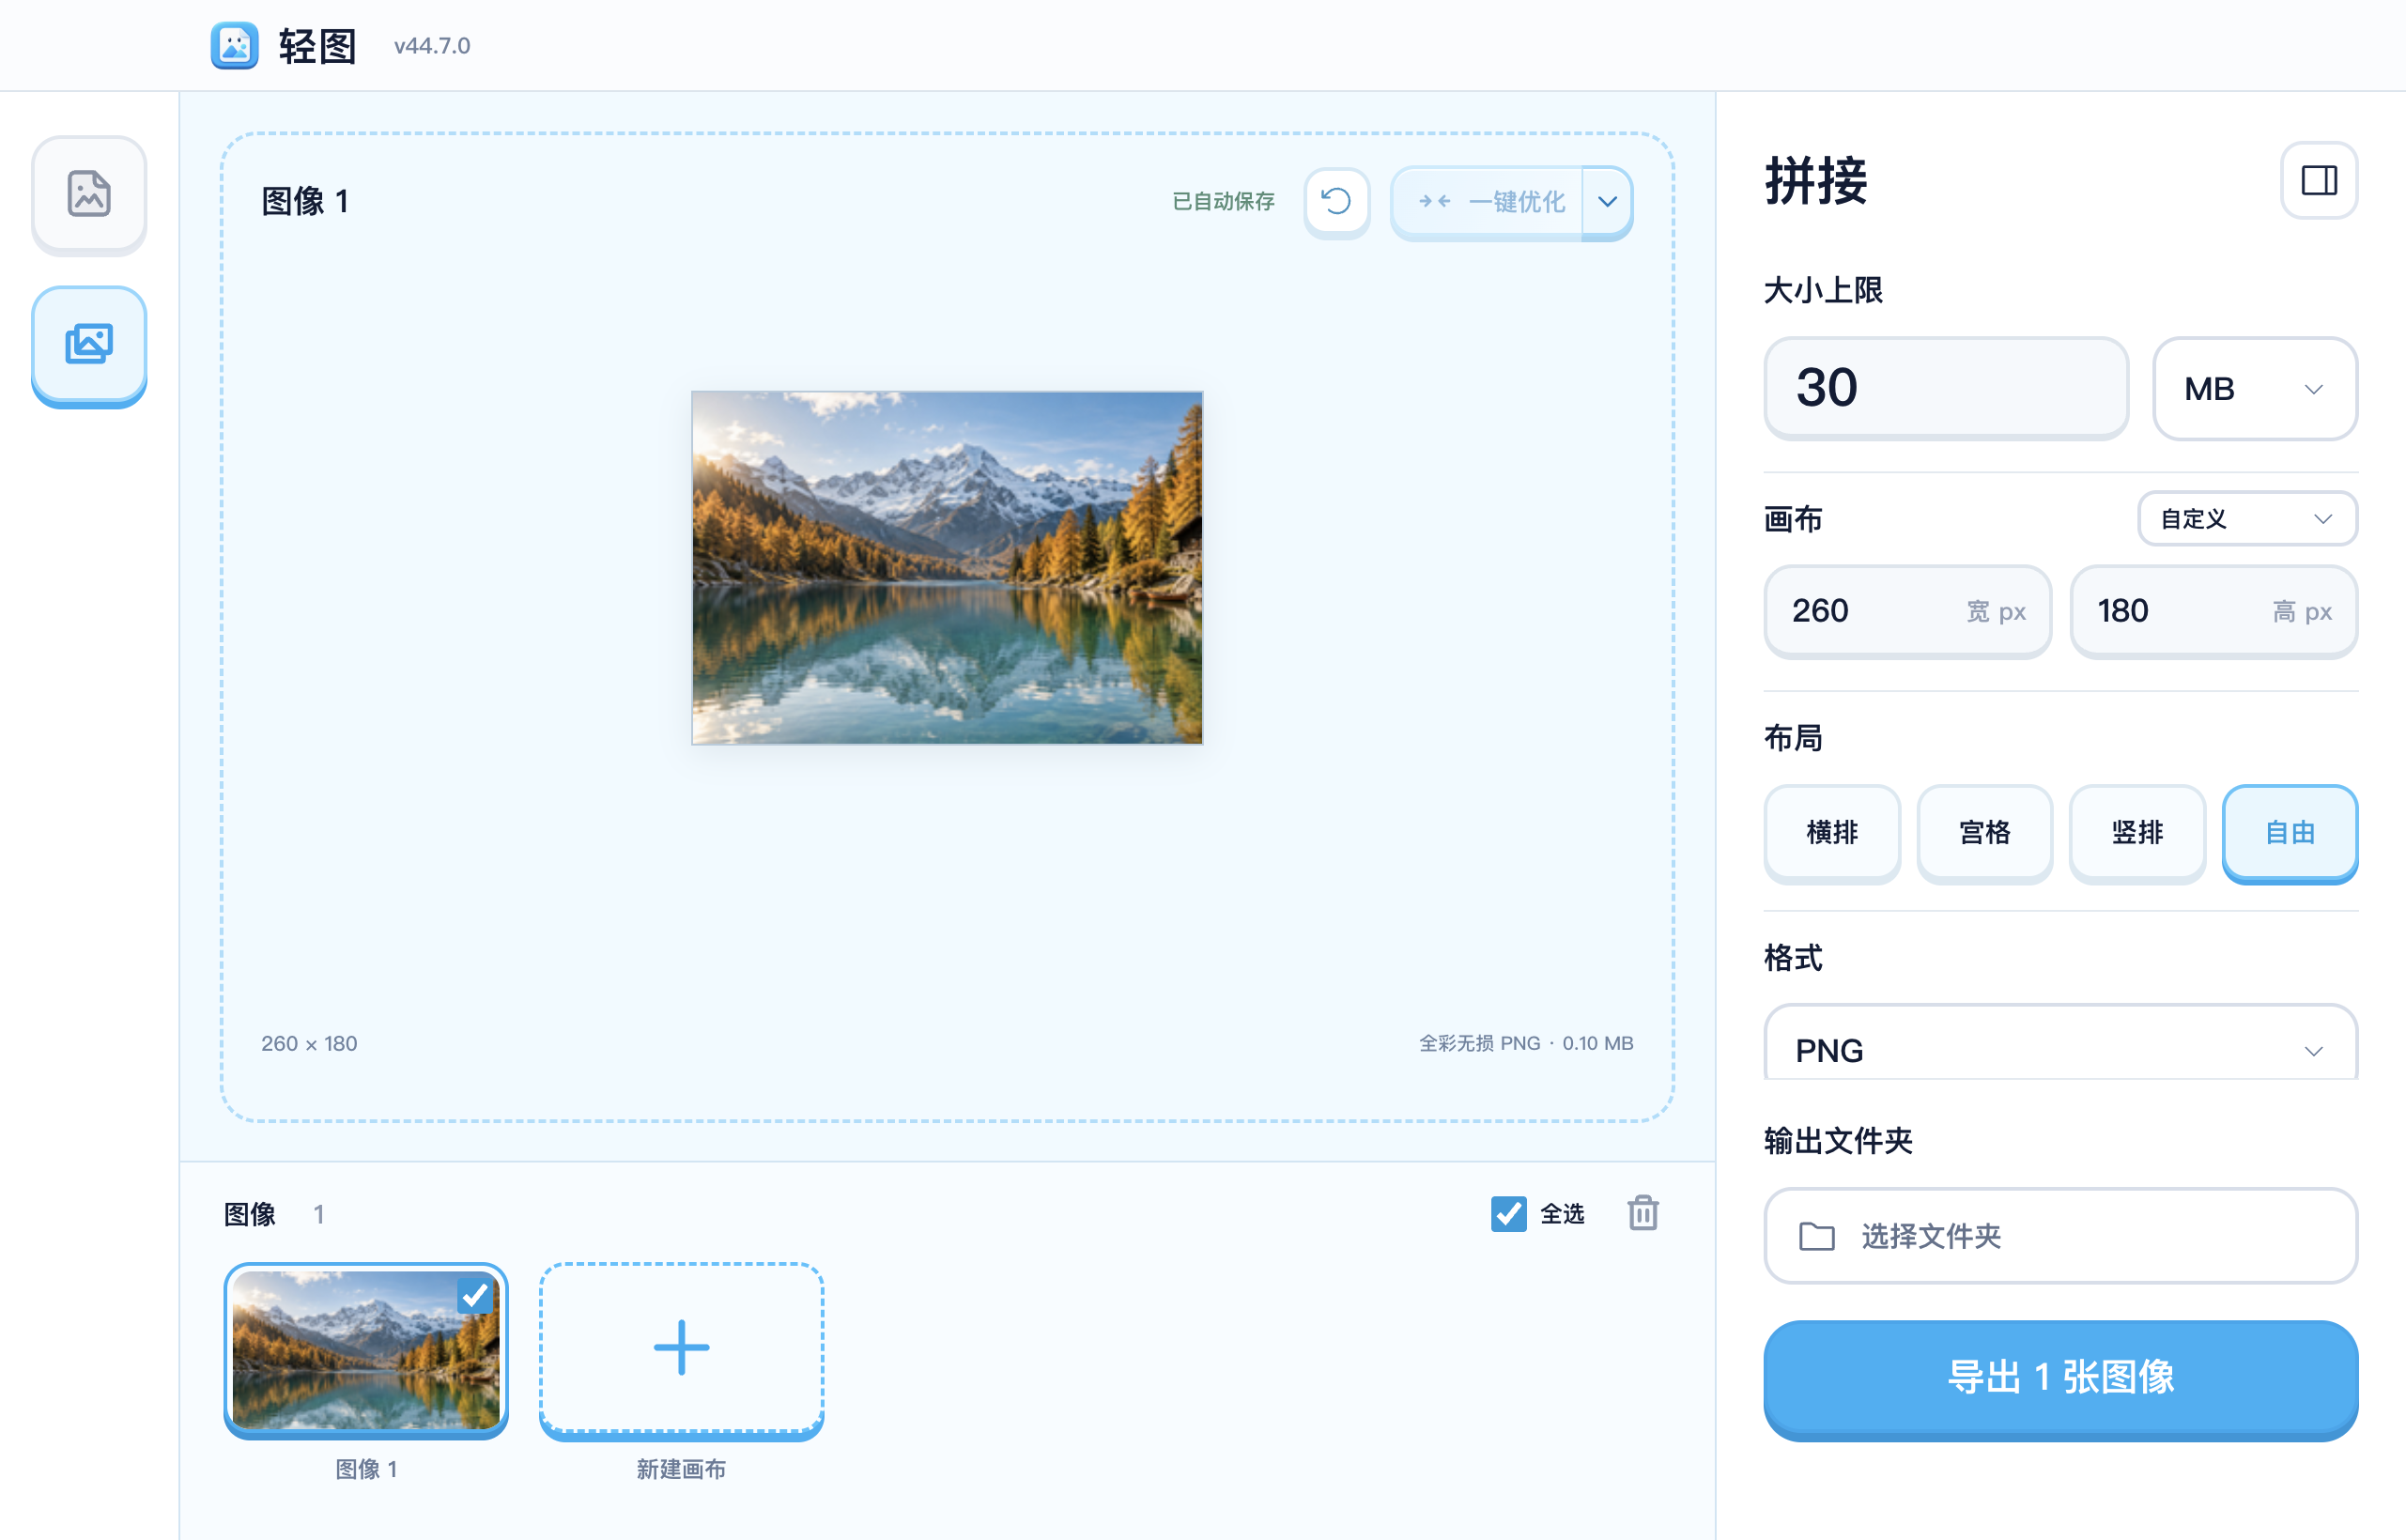 轻图 v44.7.0
图像 1
已自动保存
一键优化
260 × 180
全彩无损 PNG · 0.10 MB
图像 1
全选
图像 1
新建画布
拼接
大小上限
30
MB
画布
自定义
260 宽 px
180 高 px
布局
横排
宫格
竖排
自由
格式
PNG
输出文件夹
选择文件夹
导出 1 张图像